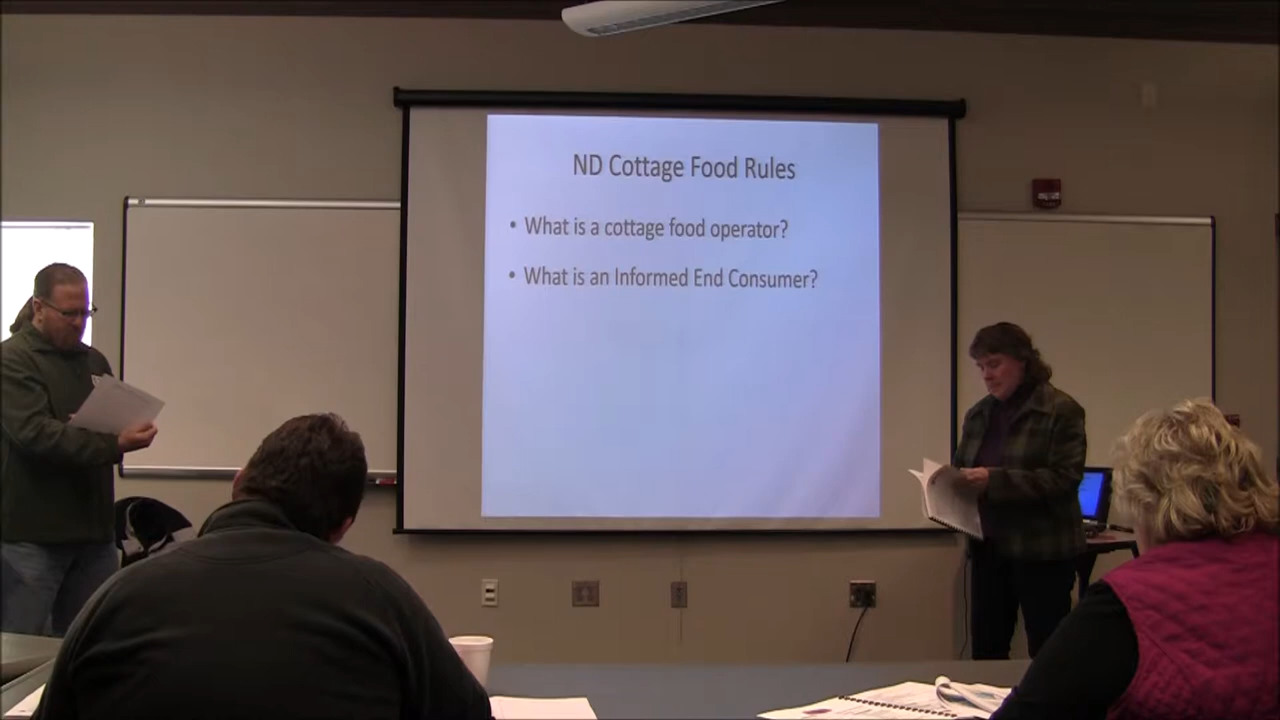 ND Cottage Food Rules
• What is a cottage food operator?
• What is an Informed End Consumer?